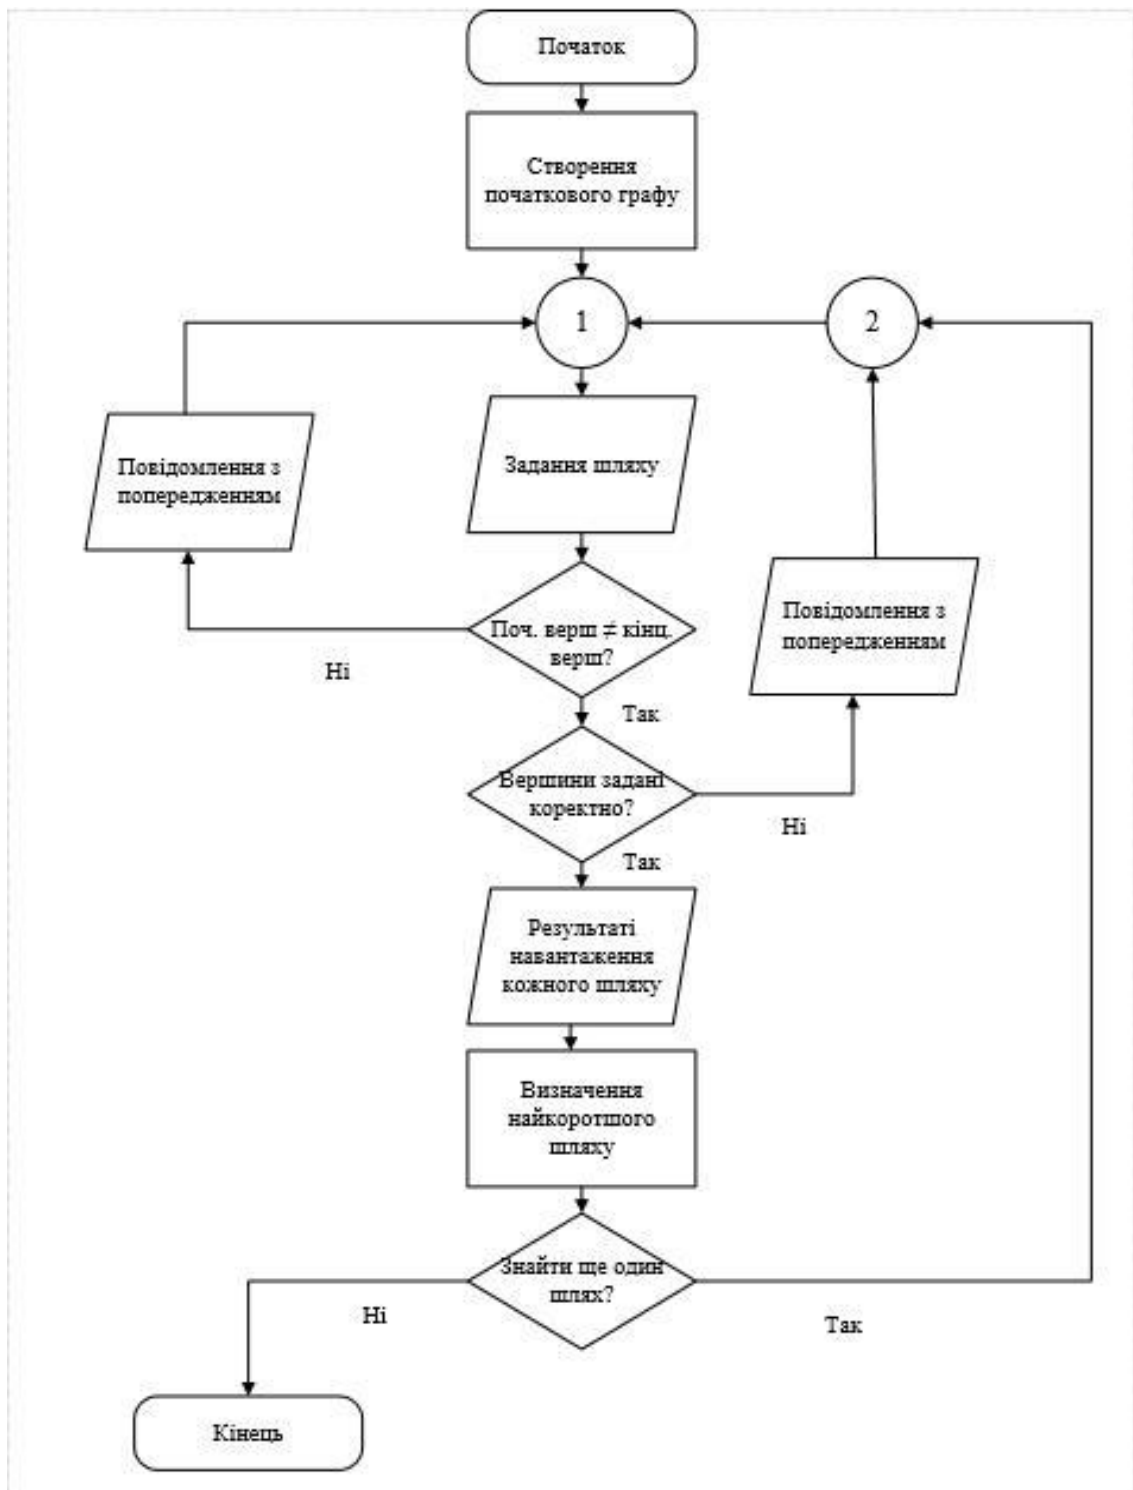 Початок
Створення
початкового графу
1
2
Задання шляху
Повідомлення з
попередженням
Поч. верш ≠ кінц.
верш?
Ні
Повідомлення з
попередженням
Так
Вершини задані
коректно?
Ні
Так
Результаті
навантаження
кожного шляху
Визначення
найкоротшого
шляху
Знайти ще один
шлях?
Ні
Так
Кінець